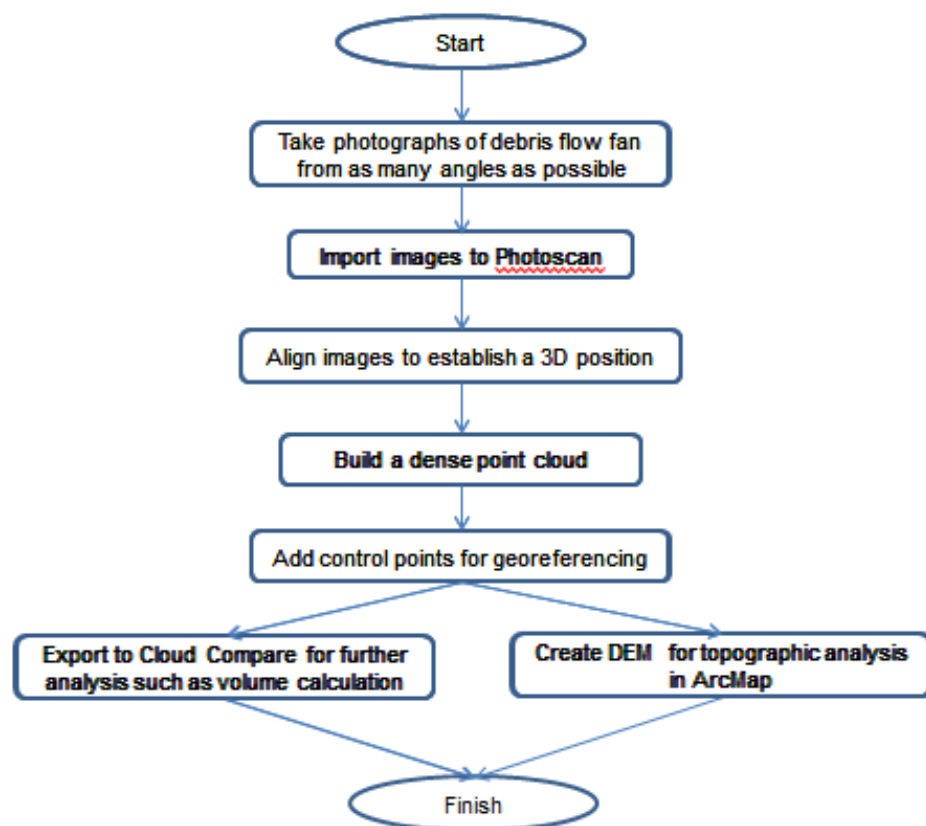 Start
Take photographs of debris flow fan
from as many angles as possible
Import images to Photoscan
Align images to establish a 3D position
Build a dense point cloud
Add control points for georeferencing
Export to Cloud Compare for further
analysis such as volume calculation
Create DEM for topographic analysis
in ArcMap
Finish